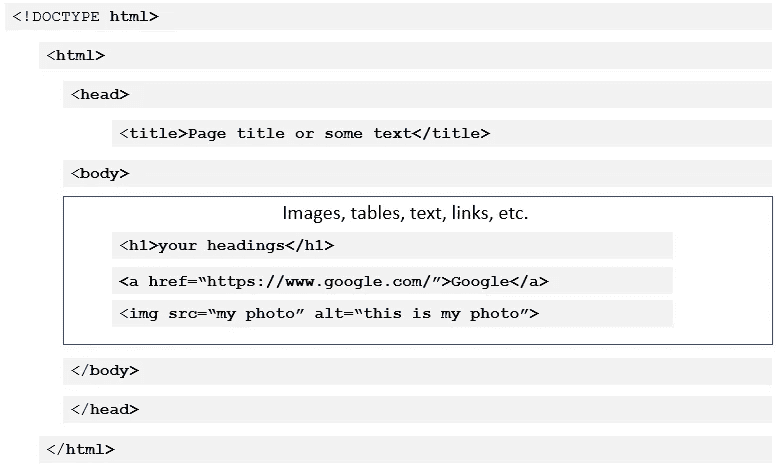 <!DOCTYPE html>
<html>
<head>
<title>Page title or some text</title>
<body>
Images, tables, text, links, etc.
<h1>your headings</h1>
<a href=“https://www.google.com/”>Google</a>
<img src=“my photo” alt=“this is my photo”>
</body>
</head>
</html>